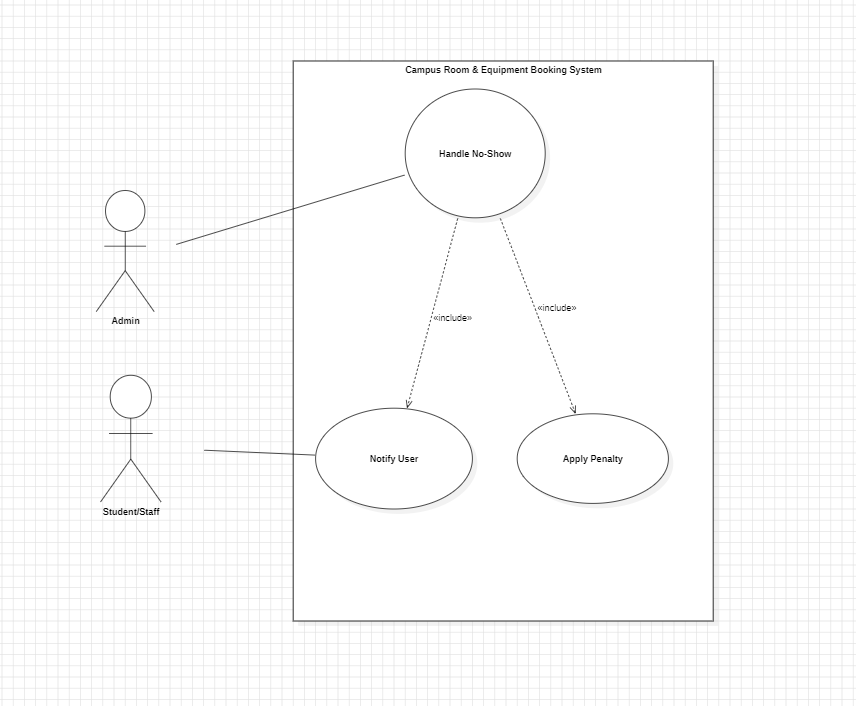 Campus Room & Equipment Booking System
Handle No-Show
Admin
«include»
«include»
Notify User
Apply Penalty
Student/Staff